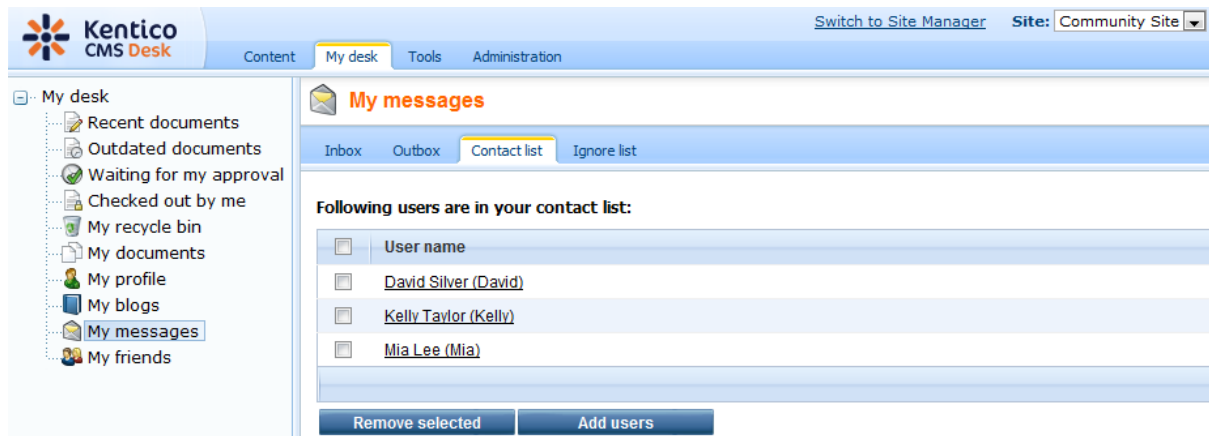 Kentico
CMS Desk
Switch to Site Manager Site: Community Site
Content My desk Tools Administration
My desk
Recent documents
Outdated documents
Waiting for my approval
Checked out by me
My recycle bin
My documents
My profile
My blogs
My messages
My friends
My messages
Inbox Outbox Contact list Ignore list
Following users are in your contact list:
User name
David Silver (David)
Kelly Taylor (Kelly)
Mia Lee (Mia)
Remove selected Add users